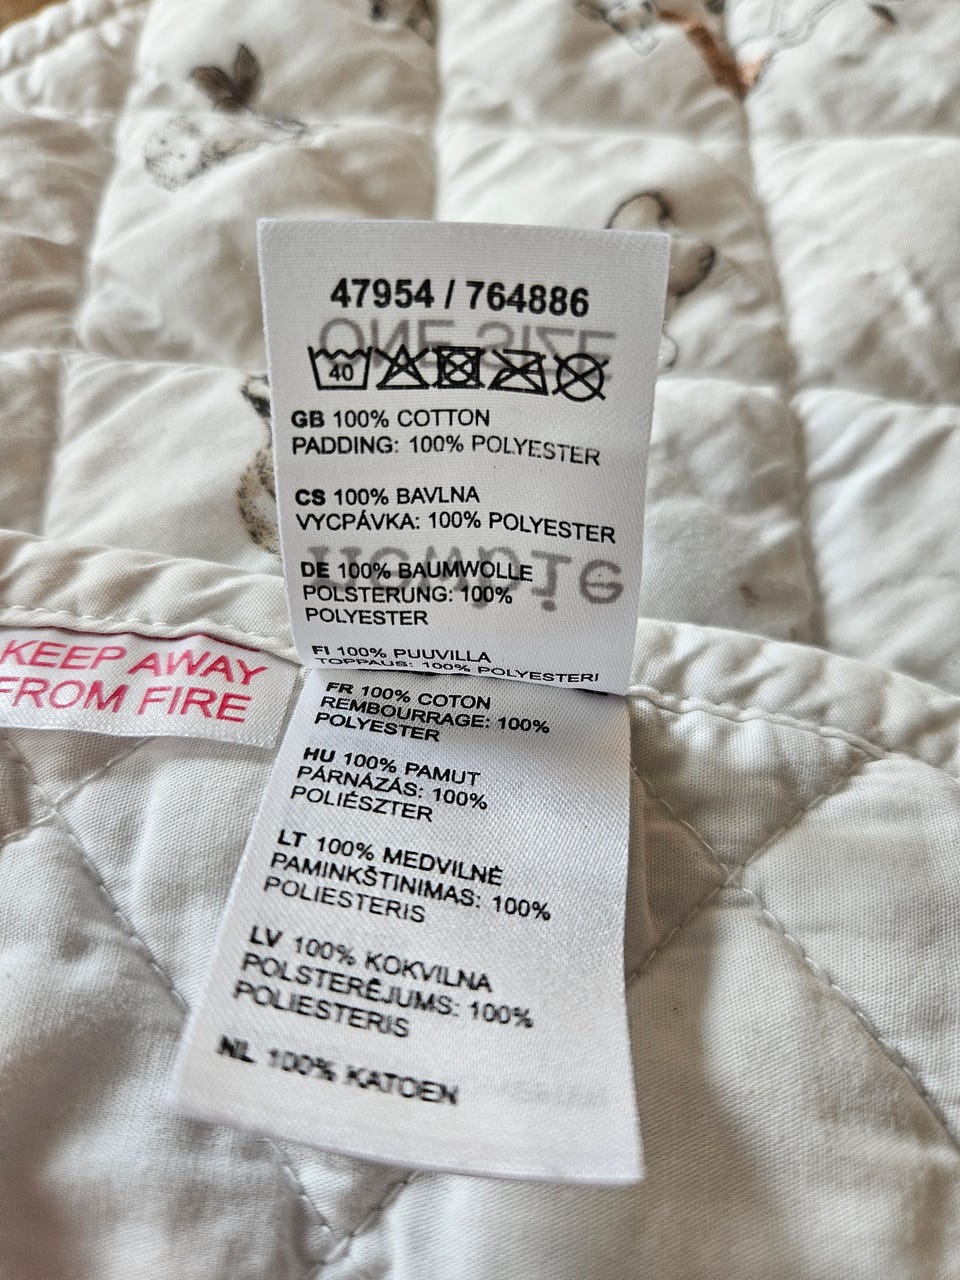 47954 / 764886
ONE SIZE
40
GB 100% COTTON
PADDING: 100% POLYESTER
CS 100% BAVLNA
VYCPÁVKA: 100% POLYESTER
DE 100% BAUMWOLLE
POLSTERUNG: 100%
POLYESTER
FI 100% PUUVILLA
TOPPAUS: 100% POLYESTERI
KEEP AWAY
FROM FIRE
FR 100% COTON
REMBOURRAGE: 100%
POLYESTER
HU 100% PAMUT
PÁRNÁZÁS: 100%
POLIÉSZTER
LT 100% MEDVILNĖ
PAMINKŠTINIMAS: 100%
POLIESTERIS
LV 100% KOKVILNA
POLSTERĒJUMS: 100%
POLIESTERIS
NL 100% KATOEN